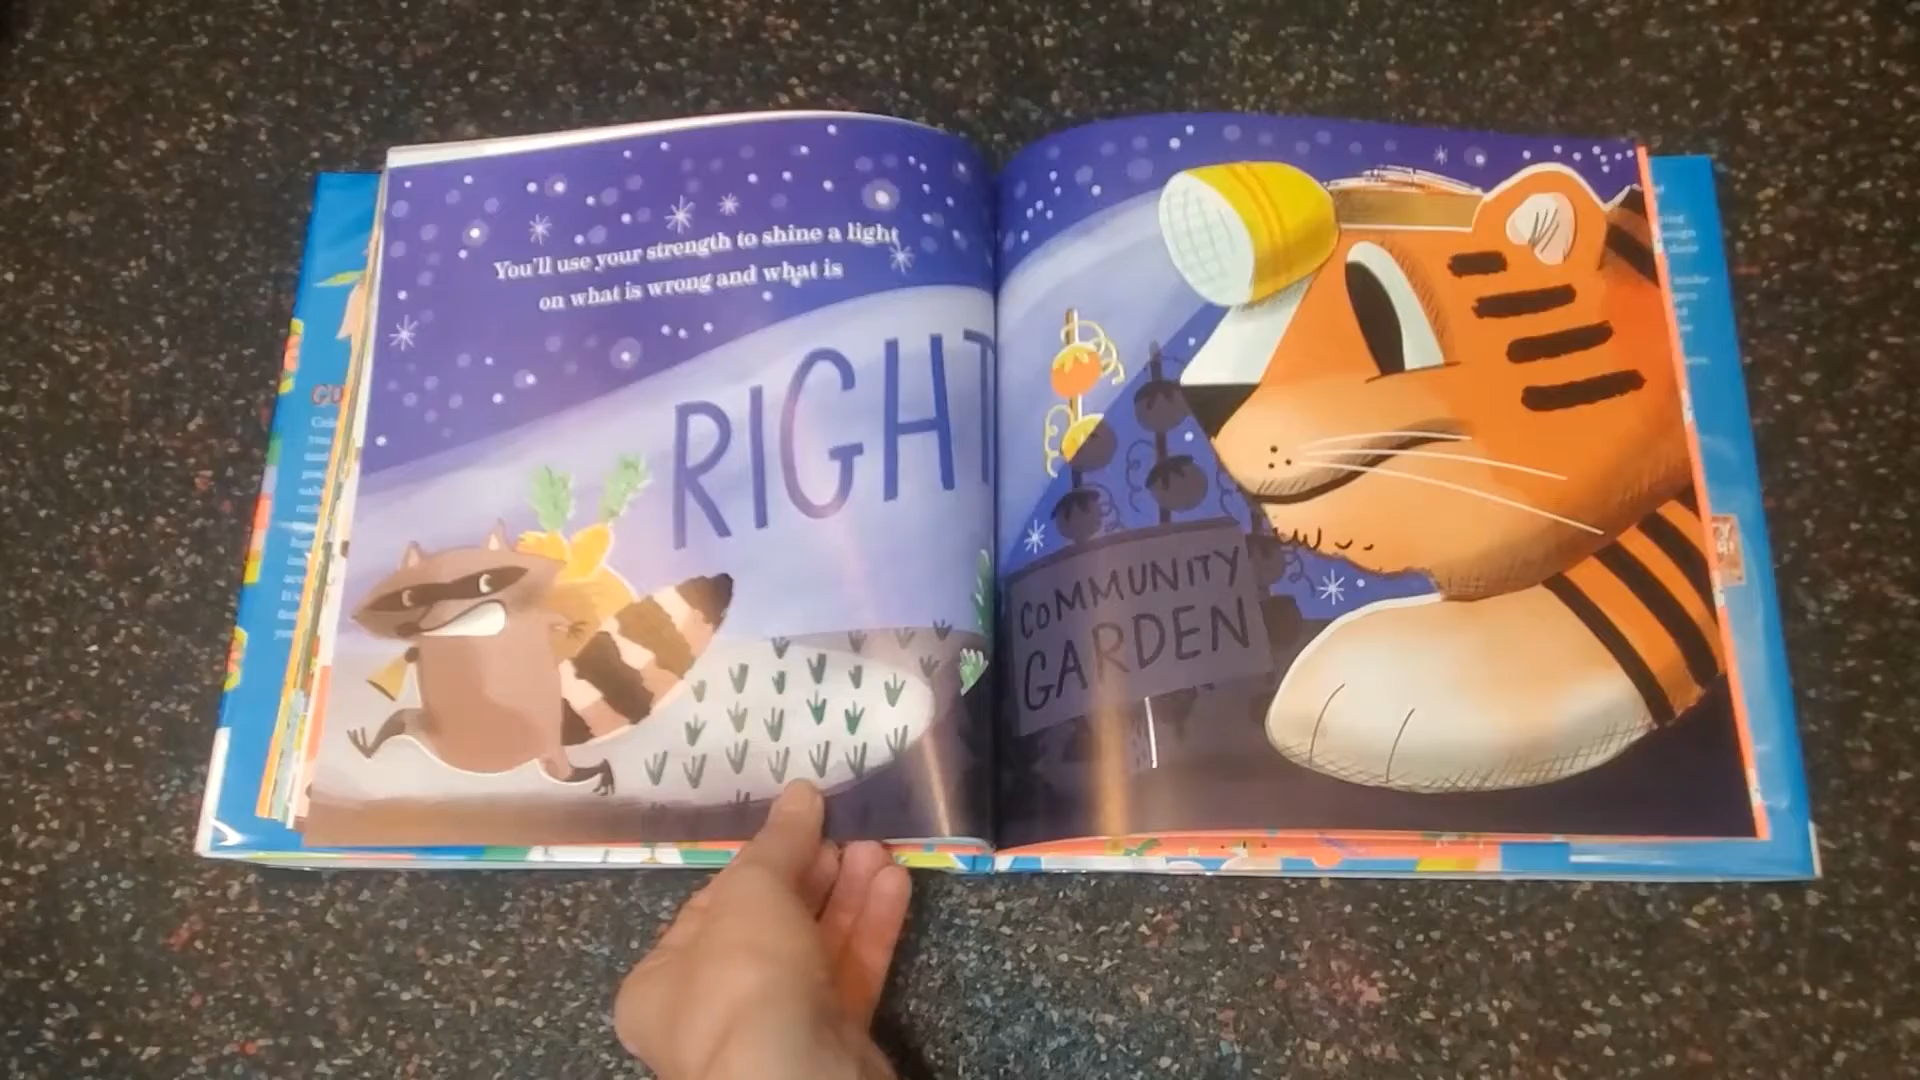 You'll use your strength to shine a light
on what is wrong and what is
RIGHT
COMMUNITY
GARDEN